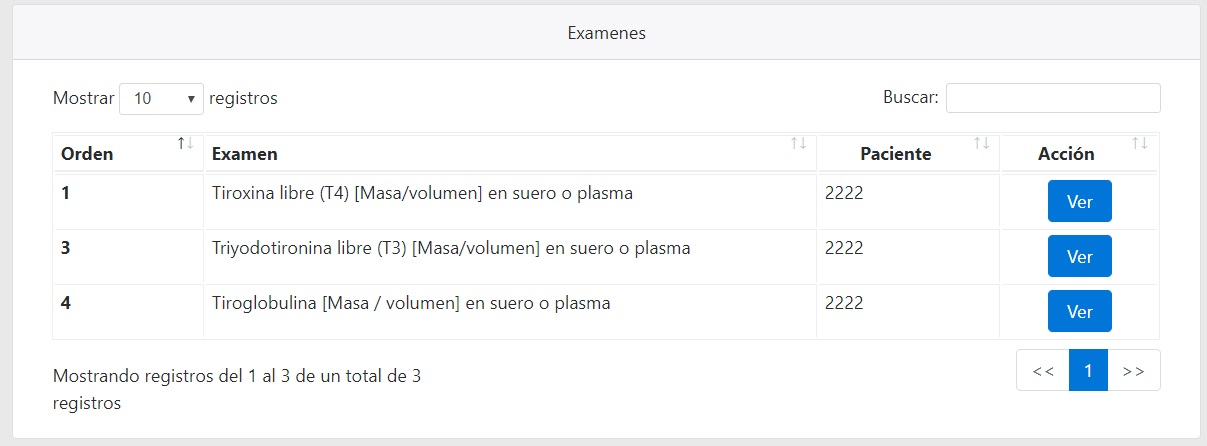 Examenes
Mostrar 10 registros
Buscar:
Orden Examen Paciente Acción
1 Tiroxina libre (T4) [Masa/volumen] en suero o plasma 2222 Ver
3 Triyodotironina libre (T3) [Masa/volumen] en suero o plasma 2222 Ver
4 Tiroglobulina [Masa / volumen] en suero o plasma 2222 Ver
Mostrando registros del 1 al 3 de un total de 3
registros
<< 1 >>